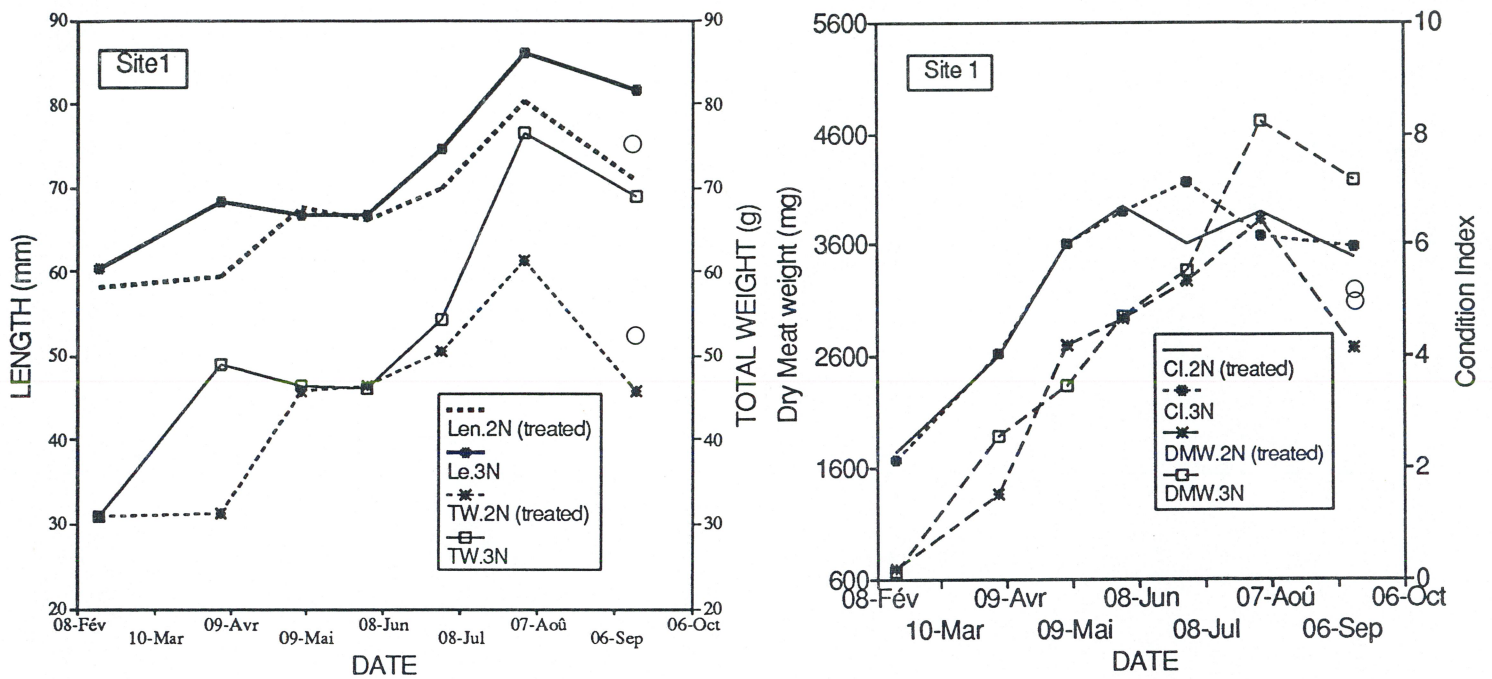 Site1
LENGTH (mm)
90
80
70
60
50
40
30
20
90
80
70
60
50
40
30
20
TOTAL WEIGHT (g)
Len.2N (treated)
Le.3N
TW.2N (treated)
TW.3N
08-Fév 09-Avr 08-Jun 07-Aoû 06-Oct
10-Mar 09-Mai 08-Jul 06-Sep
DATE
Site 1
Dry Meat weight (mg)
5600
4600
3600
2600
1600
600
10
8
6
4
2
0
Condition Index
CI.2N (treated)
CI.3N
DMW.2N (treated)
DMW.3N
08-Fév 09-Avr 08-Jun 07-Aoû 06-Oct
10-Mar 09-Mai 08-Jul 06-Sep
DATE